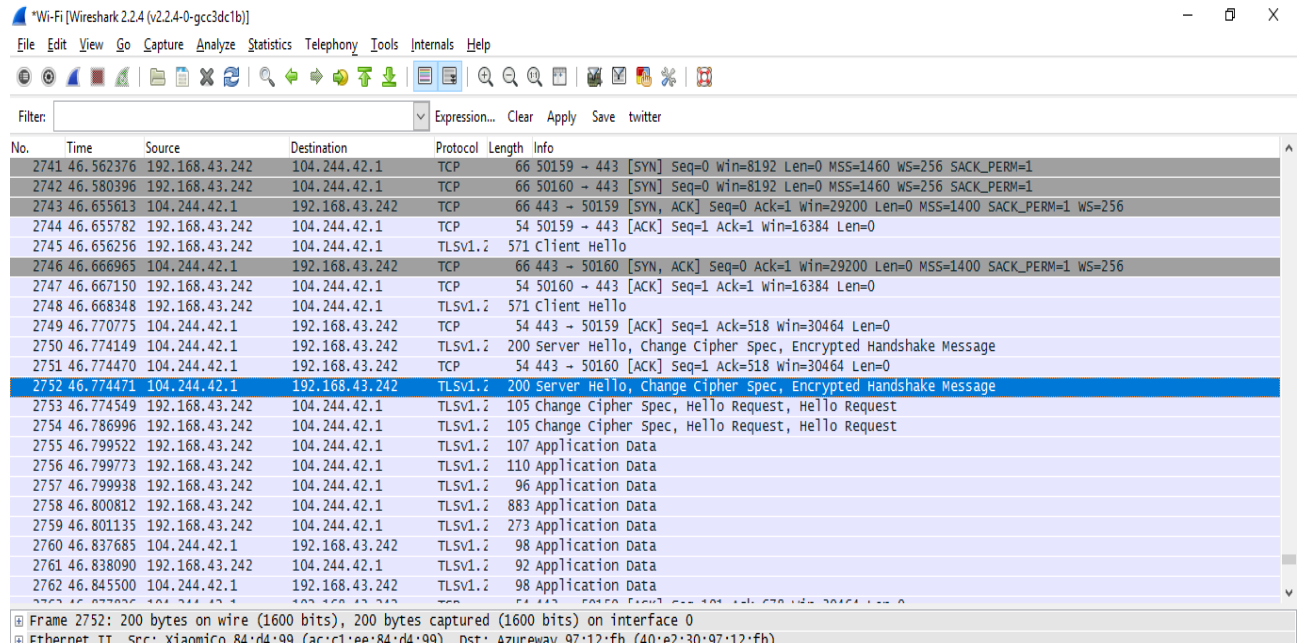 *Wi-Fi [Wireshark 2.2.4 (v2.2.4-0-gcc3dc1b)]
File Edit View Go Capture Analyze Statistics Telephony Tools Internals Help
Filter: Expression... Clear Apply Save twitter
No. Time Source Destination Protocol Length Info
2741 46.562376 192.168.43.242 104.244.42.1 TCP 66 50159 → 443 [SYN] Seq=0 Win=8192 Len=0 MSS=1460 WS=256 SACK_PERM=1
2742 46.580396 192.168.43.242 104.244.42.1 TCP 66 50160 → 443 [SYN] Seq=0 Win=8192 Len=0 MSS=1460 WS=256 SACK_PERM=1
2743 46.655613 104.244.42.1 192.168.43.242 TCP 66 443 → 50159 [SYN, ACK] Seq=0 Ack=1 Win=29200 Len=0 MSS=1400 SACK_PERM=1 WS=256
2744 46.655782 192.168.43.242 104.244.42.1 TCP 54 50159 → 443 [ACK] Seq=1 Ack=1 Win=16384 Len=0
2745 46.656256 192.168.43.242 104.244.42.1 TLSv1.2 571 Client Hello
2746 46.666965 104.244.42.1 192.168.43.242 TCP 66 443 → 50160 [SYN, ACK] Seq=0 Ack=1 Win=29200 Len=0 MSS=1400 SACK_PERM=1 WS=256
2747 46.667150 192.168.43.242 104.244.42.1 TCP 54 50160 → 443 [ACK] Seq=1 Ack=1 Win=16384 Len=0
2748 46.668348 192.168.43.242 104.244.42.1 TLSv1.2 571 Client Hello
2749 46.770775 104.244.42.1 192.168.43.242 TCP 54 443 → 50159 [ACK] Seq=1 Ack=518 Win=30464 Len=0
2750 46.774149 104.244.42.1 192.168.43.242 TLSv1.2 200 Server Hello, Change Cipher Spec, Encrypted Handshake Message
2751 46.774470 104.244.42.1 192.168.43.242 TCP 54 443 → 50160 [ACK] Seq=1 Ack=518 Win=30464 Len=0
2752 46.774471 104.244.42.1 192.168.43.242 TLSv1.2 200 Server Hello, Change Cipher Spec, Encrypted Handshake Message
2753 46.774549 192.168.43.242 104.244.42.1 TLSv1.2 105 Change Cipher Spec, Hello Request, Hello Request
2754 46.786996 192.168.43.242 104.244.42.1 TLSv1.2 105 Change Cipher Spec, Hello Request, Hello Request
2755 46.799522 192.168.43.242 104.244.42.1 TLSv1.2 107 Application Data
2756 46.799773 192.168.43.242 104.244.42.1 TLSv1.2 110 Application Data
2757 46.799938 192.168.43.242 104.244.42.1 TLSv1.2 96 Application Data
2758 46.800812 192.168.43.242 104.244.42.1 TLSv1.2 883 Application Data
2759 46.801135 192.168.43.242 104.244.42.1 TLSv1.2 273 Application Data
2760 46.837685 104.244.42.1 192.168.43.242 TLSv1.2 98 Application Data
2761 46.838090 192.168.43.242 104.244.42.1 TLSv1.2 92 Application Data
2762 46.845500 104.244.42.1 192.168.43.242 TLSv1.2 98 Application Data
Frame 2752: 200 bytes on wire (1600 bits), 200 bytes captured (1600 bits) on interface 0
Ethernet II, Src: XiaomiCo_84:d4:99 (ac:c1:ee:84:d4:99), Dst: Azurewav_97:12:fb (40:e2:30:97:12:fb)